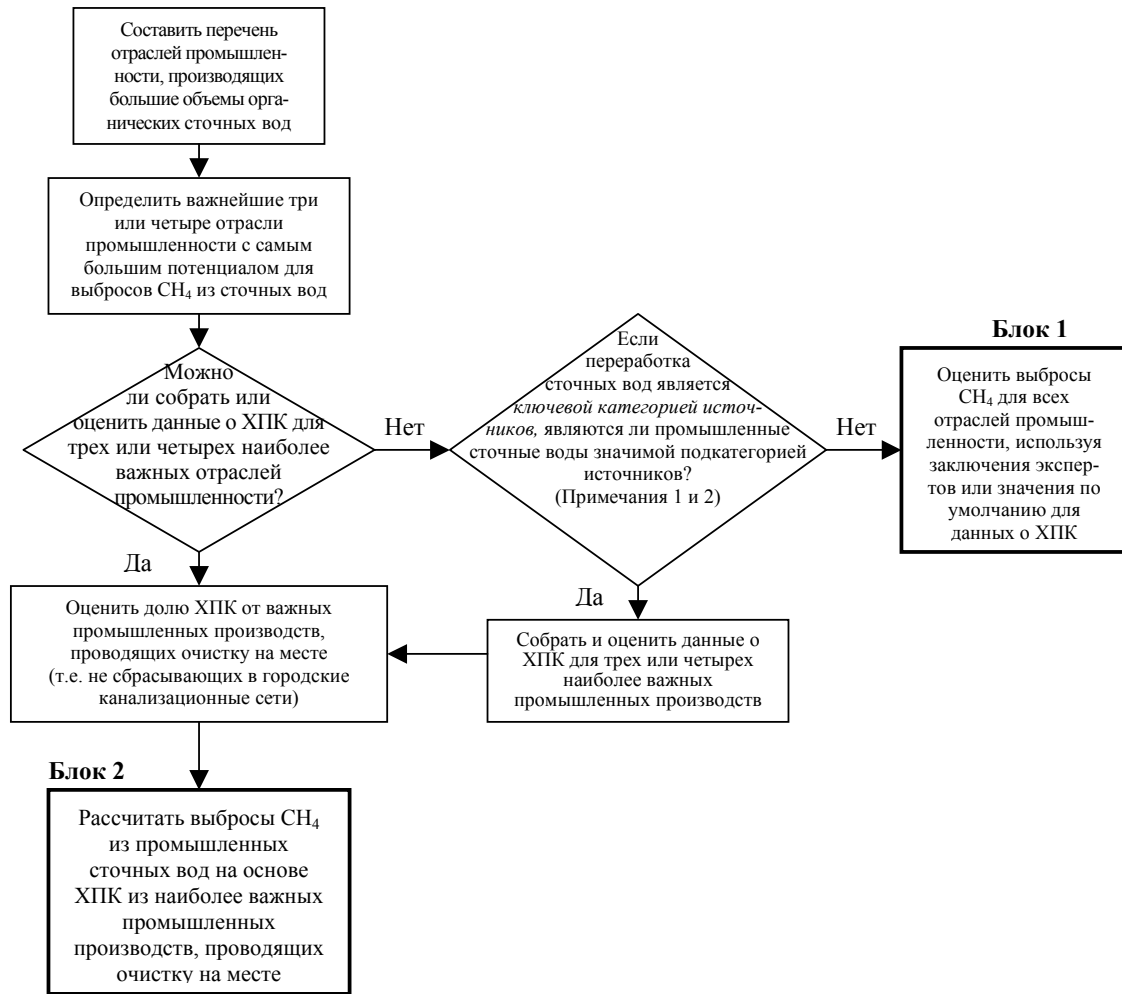 Составить перечень
отраслей промышлен-
ности, производящих
большие объемы орга-
нических сточных вод
Определить важнейшие три
или четыре отрасли
промышленности с самым
большим потенциалом для
выбросов CH₄ из сточных вод
Можно
ли собрать или
оценить данные о ХПК для
трех или четырех наиболее
важных отраслей
промышленности?
Нет
Если
переработка
сточных вод является
ключевой категорией источ-
ников, являются ли промышленные
сточные воды значимой подкатегорией
источников?
(Примечания 1 и 2)
Нет
Блок 1
Оценить выбросы
CH₄ для всех
отраслей промыш-
ленности, используя
заключения экспер-
тов или значения по
умолчанию для
данных о ХПК
Да
Да
Оценить долю ХПК от важных
промышленных производств,
проводящих очистку на месте
(т.е. не сбрасывающих в городские
канализационные сети)
Собрать и оценить данные о
ХПК для трех или четырех
наиболее важных
промышленных производств
Блок 2
Рассчитать выбросы CH₄
из промышленных
сточных вод на основе
ХПК из наиболее важных
промышленных
производств, проводящих
очистку на месте